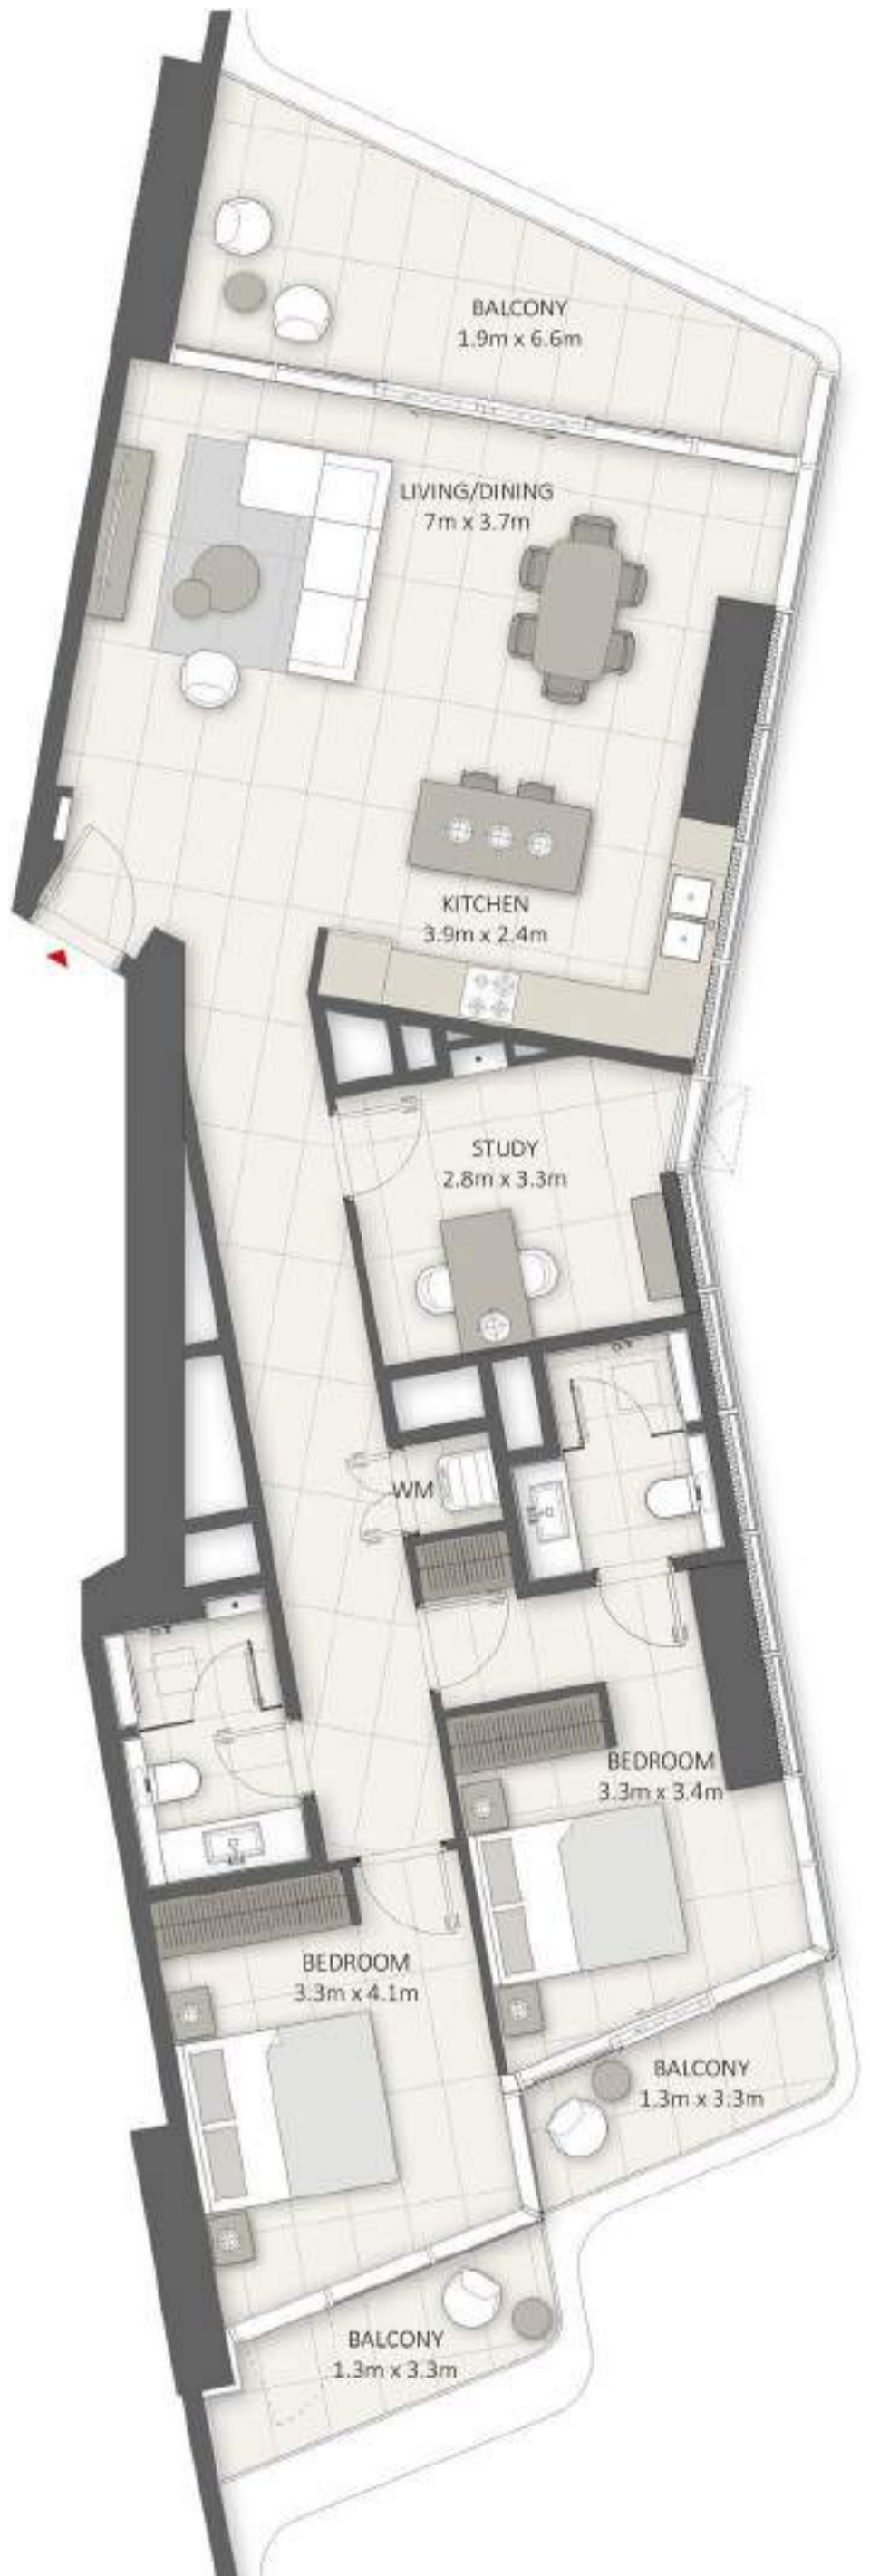 BALCONY
1.9m x 6.6m
LIVING/DINING
7m x 3.7m
KITCHEN
3.9m x 2.4m
STUDY
2.8m x 3.3m
WM
BEDROOM
3.3m x 3.4m
BEDROOM
3.3m x 4.1m
BALCONY
1.3m x 3.3m
BALCONY
1.3m x 3.3m